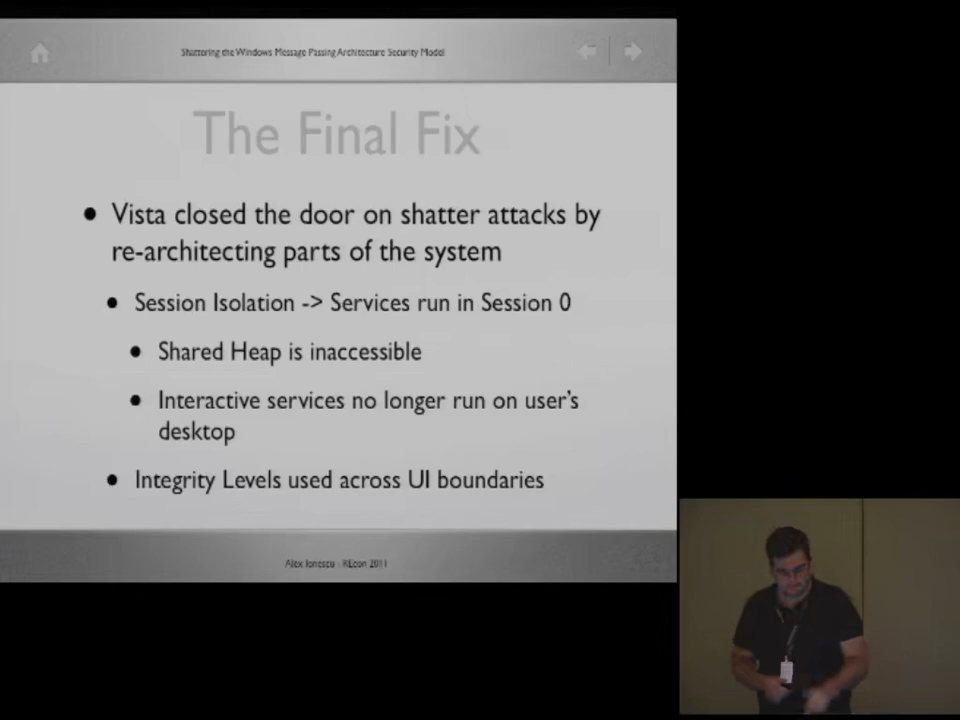 Shattering the Windows Message Passing Architecture Security Model
The Final Fix
• Vista closed the door on shatter attacks by
re-architecting parts of the system
• Session Isolation -> Services run in Session 0
• Shared Heap is inaccessible
• Interactive services no longer run on user's
desktop
• Integrity Levels used across UI boundaries
Alex Ionescu - REcon 2011